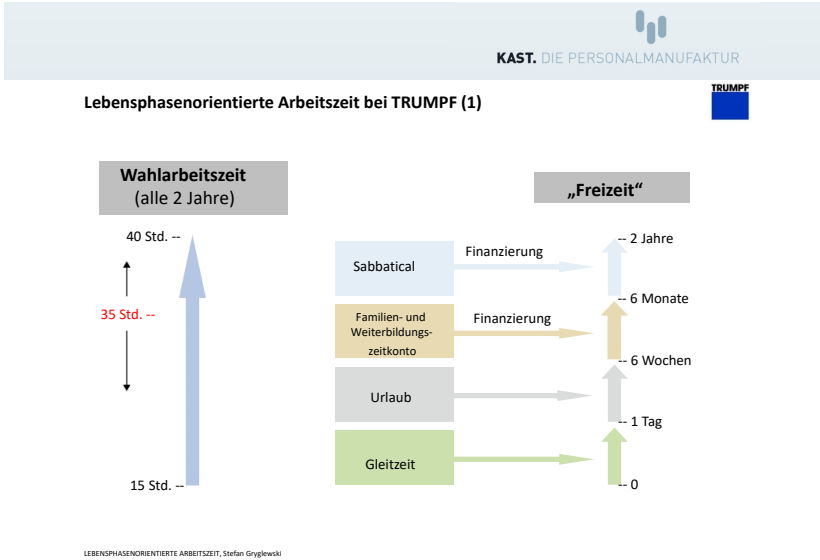 KAST. DIE PERSONALMANUFAKTUR
Lebensphasenorientierte Arbeitszeit bei TRUMPF (1)
TRUMPF
Wahlarbeitszeit
(alle 2 Jahre)
40 Std. --
35 Std. --
15 Std. --
„Freizeit“
Sabbatical
Finanzierung
-- 2 Jahre
Familien- und
Weiterbildungs-
zeitkonto
Finanzierung
-- 6 Monate
-- 6 Wochen
Urlaub
-- 1 Tag
Gleitzeit
-- 0
LEBENSPHASENORIENTIERTE ARBEITSZEIT, Stefan Gryglewski